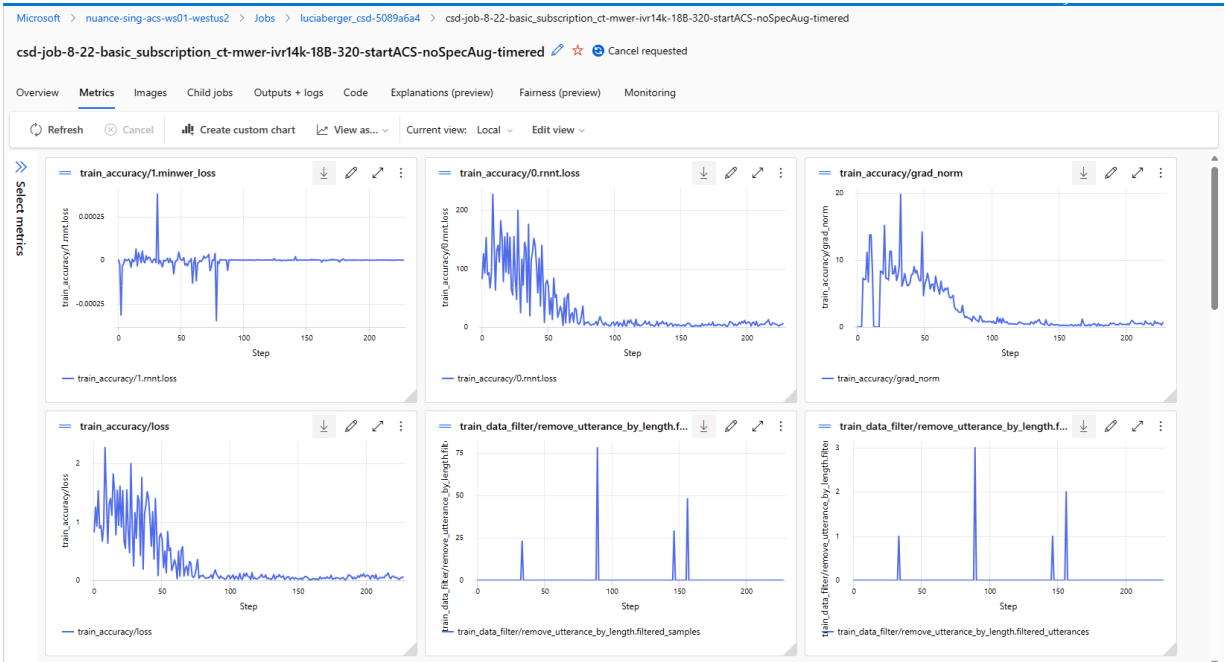 Microsoft > nuance-sing-acs-ws01-westus2 > Jobs > luciaberger_csd-5089a6a4 > csd-job-8-22-basic_subscription_ct-mwer-ivr14k-18B-320-startACS-noSpecAug-timered
csd-job-8-22-basic_subscription_ct-mwer-ivr14k-18B-320-startACS-noSpecAug-timered Cancel requested
Overview Metrics Images Child jobs Outputs + logs Code Explanations (preview) Fairness (preview) Monitoring
Refresh Cancel Create custom chart View as... Current view: Local Edit view
Select metrics
train_accuracy/1.minwer_loss
train_accuracy/1.rnnt.loss
0.00025
0
-0.00025
0 50 100 150 200
Step
train_accuracy/1.rnnt.loss
train_accuracy/0.rnnt.loss
train_accuracy/0.rnnt.loss
200
100
0
0 50 100 150 200
Step
train_accuracy/0.rnnt.loss
train_accuracy/grad_norm
train_accuracy/grad_norm
20
10
0
0 50 100 150 200
Step
train_accuracy/grad_norm
train_accuracy/loss
train_accuracy/loss
2
1
0
0 50 100 150 200
Step
train_accuracy/loss
train_data_filter/remove_utterance_by_length.f...
train_data_filter/remove_utterance_by_length.filt
75
50
25
0
0 50 100 150 200
Step
train_data_filter/remove_utterance_by_length.filtered_samples
train_data_filter/remove_utterance_by_length.f...
train_data_filter/remove_utterance_by_length.filter
3
2
1
0
0 50 100 150 200
Step
train_data_filter/remove_utterance_by_length.filtered_utterances